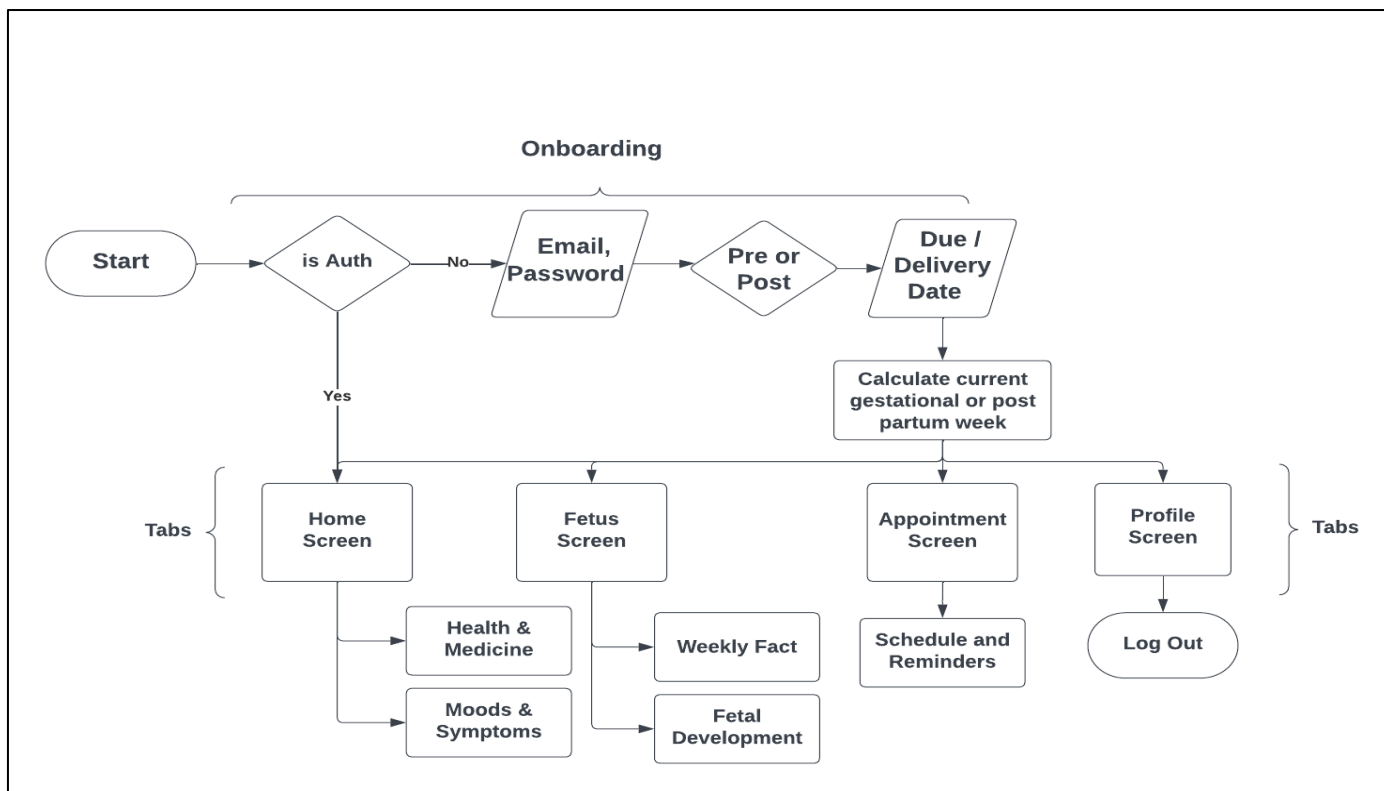 Onboarding
Start
is Auth
No
Email,
Password
Pre or
Post
Due /
Delivery
Date
Yes
Calculate current
gestational or post
partum week
Tabs
Home
Screen
Fetus
Screen
Appointment
Screen
Profile
Screen
Tabs
Health &
Medicine
Weekly Fact
Schedule and
Reminders
Log Out
Moods &
Symptoms
Fetal
Development